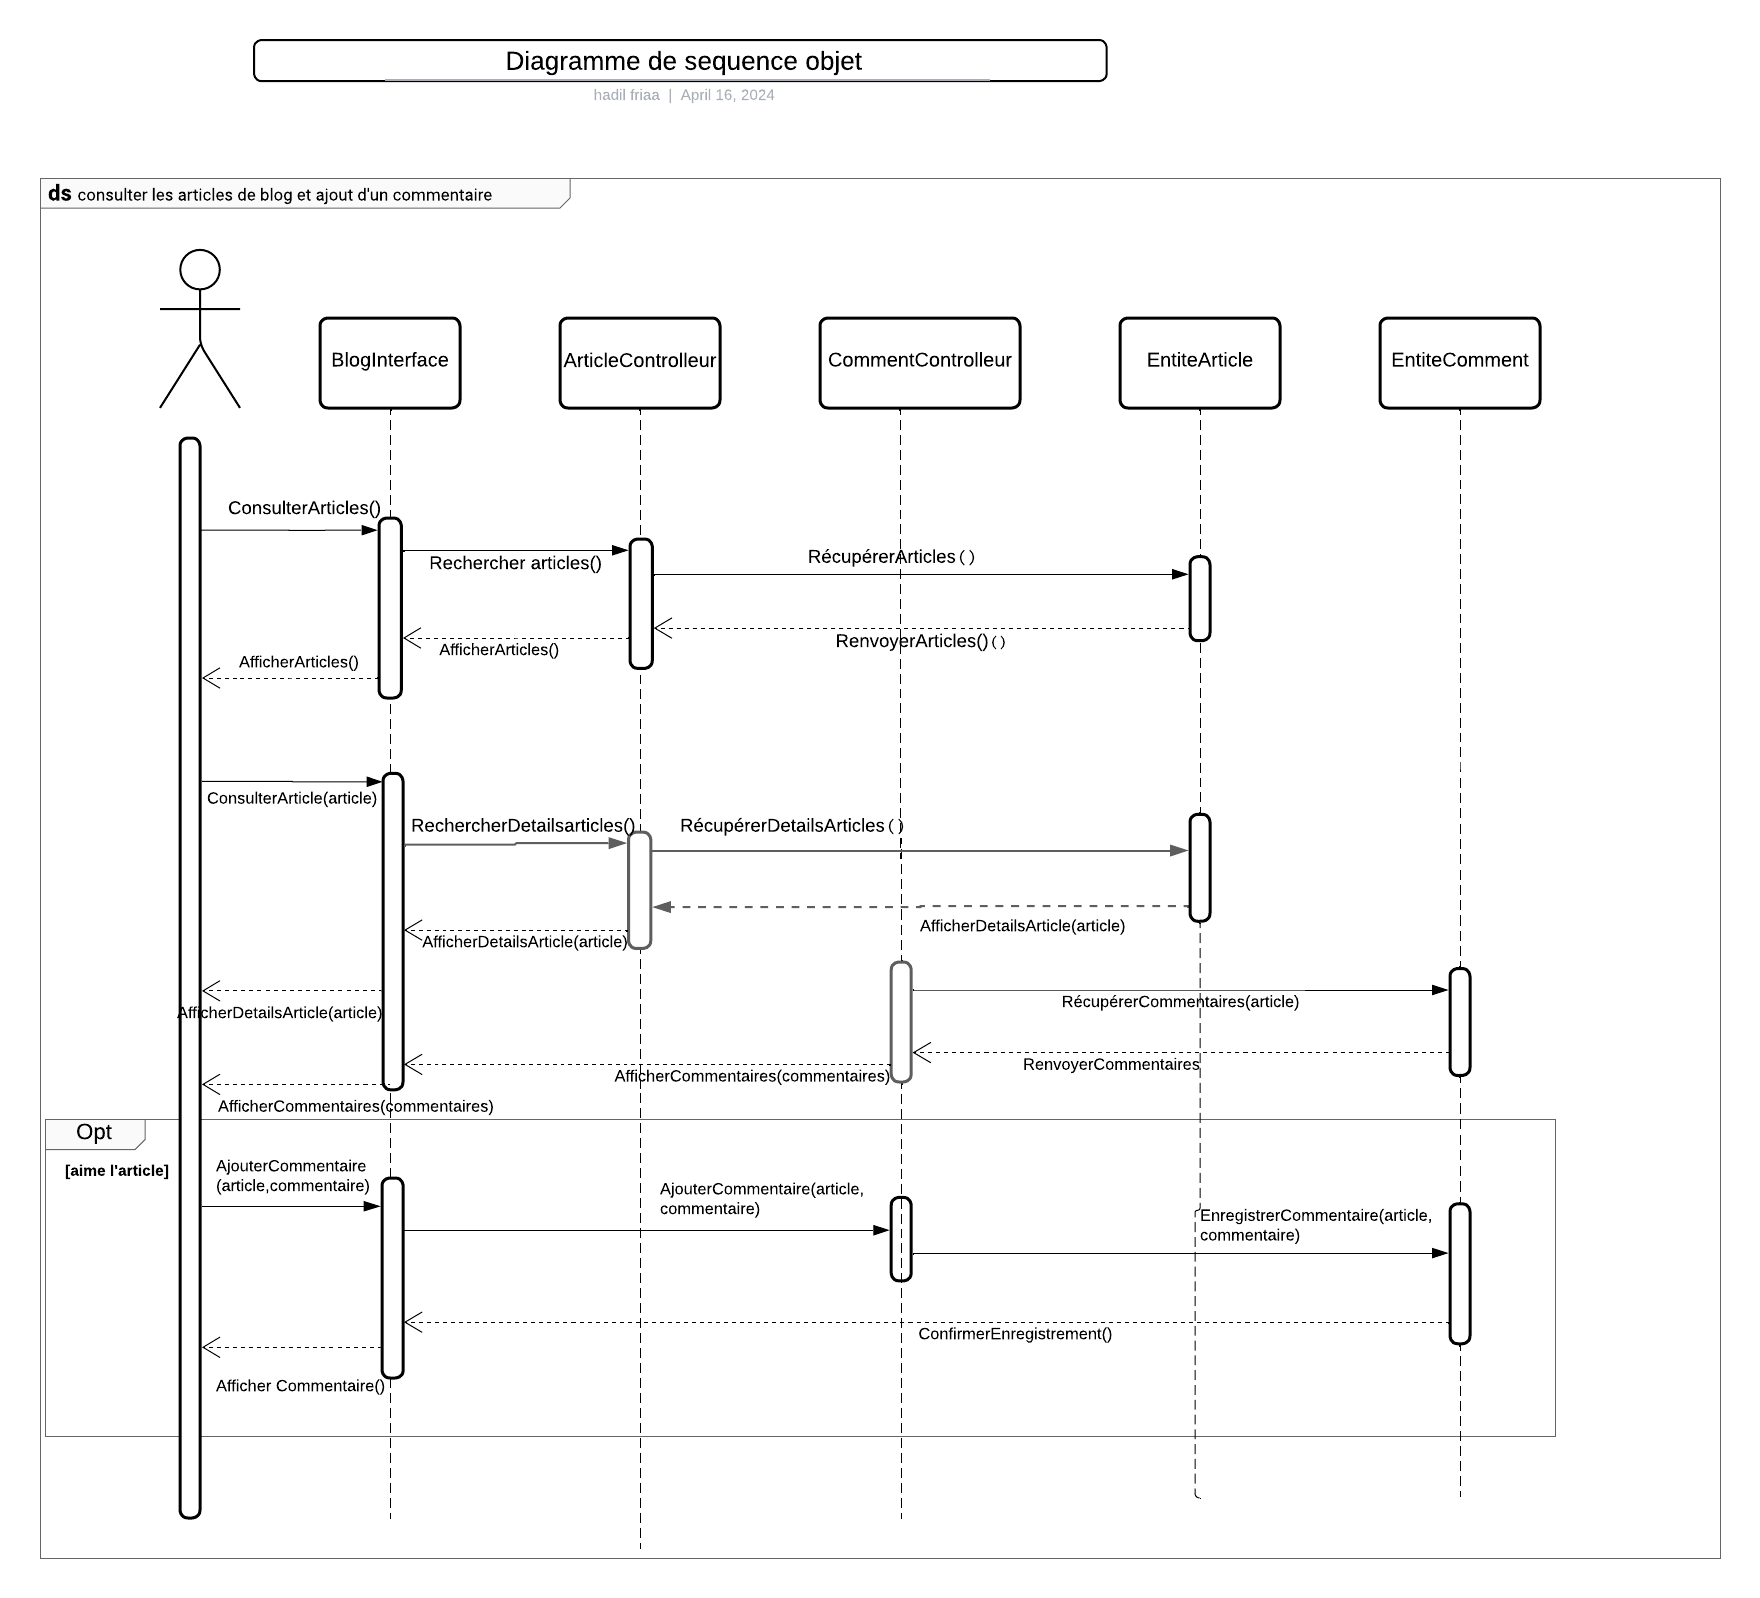 Diagramme de sequence objet
hadil friaa | April 16, 2024
ds consulter les articles de blog et ajout d'un commentaire
BlogInterface
ArticleControlleur
CommentControlleur
EntiteArticle
EntiteComment
ConsulterArticles()
Rechercher articles()
RécupérerArticles ( )
RenvoyerArticles() ( )
AfficherArticles()
AfficherArticles()
ConsulterArticle(article)
RechercherDetailsarticles()
RécupérerDetailsArticles ( )
AfficherDetailsArticle(article)
AfficherDetailsArticle(article)
AfficherDetailsArticle(article)
RécupérerCommentaires(article)
RenvoyerCommentaires
AfficherCommentaires(commentaires)
AfficherCommentaires(commentaires)
Opt
[aime l'article]
AjouterCommentaire
(article,commentaire)
AjouterCommentaire(article,
commentaire)
EnregistrerCommentaire(article,
commentaire)
ConfirmerEnregistrement()
Afficher Commentaire()